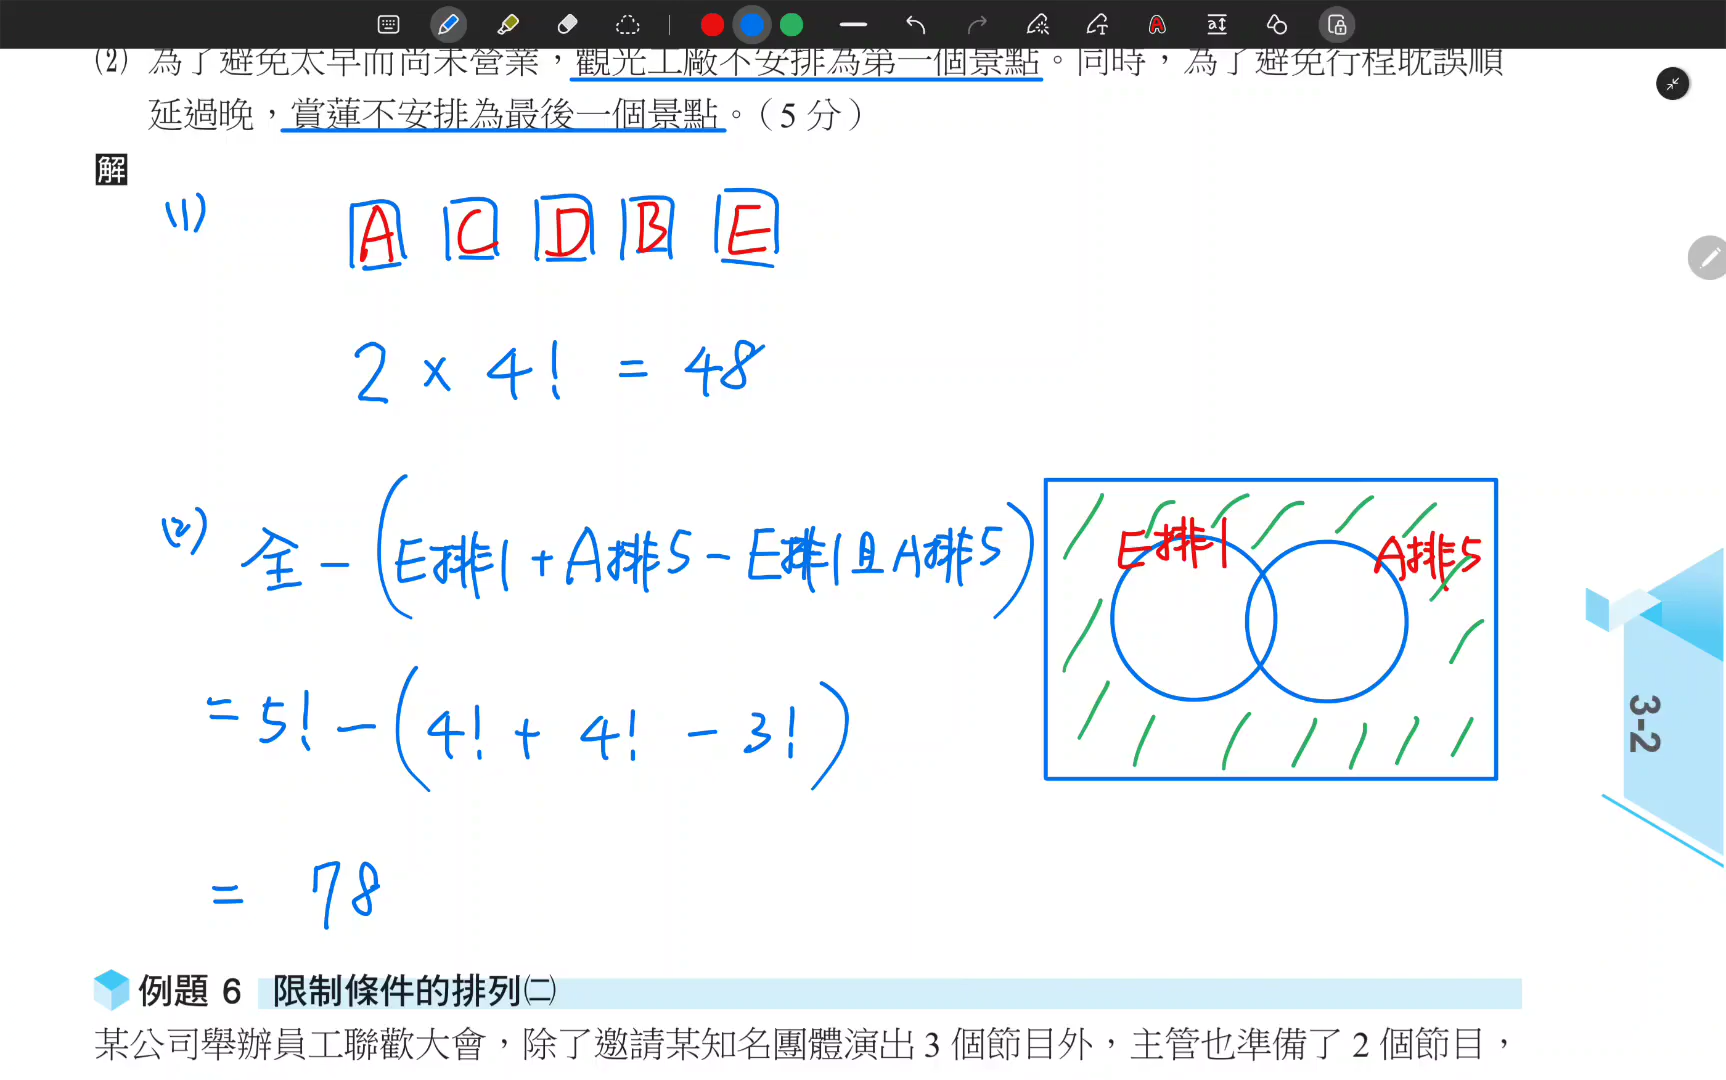 (2) 為了避免太早而尚未營業，觀光工廠不安排為第一個景點。同時，為了避免行程耽誤順
延過晚，賞蓮不安排為最後一個景點。（5 分）
解
(1) A C D B E
2 × 4! = 48
(2) 全 - (E排1 + A排5 - E排1且A排5)
E排1 A排5
= 5! - (4! + 4! - 3!)
= 78
3-2
例題 6 限制條件的排列㈡
某公司舉辦員工聯歡大會，除了邀請某知名團體演出 3 個節目外，主管也準備了 2 個節目，